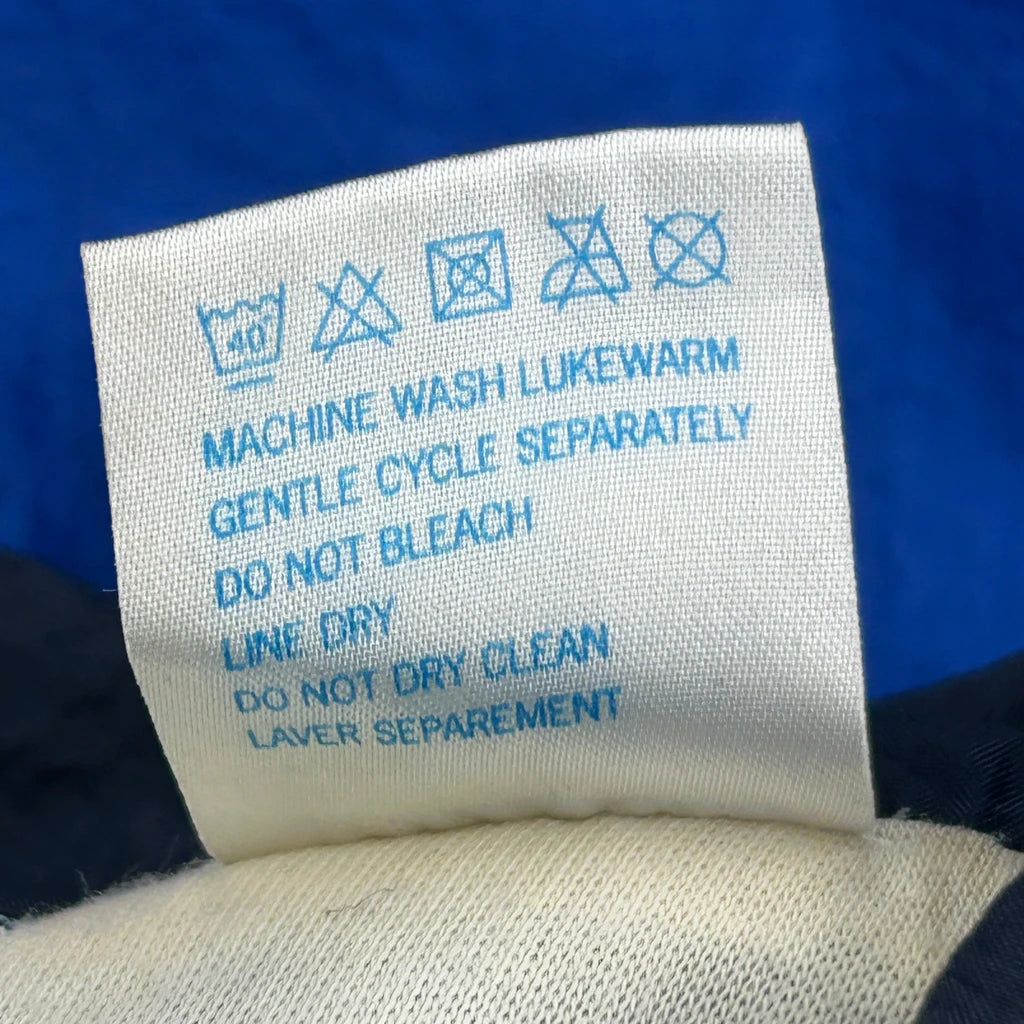 40
MACHINE WASH LUKEWARM
GENTLE CYCLE SEPARATELY
DO NOT BLEACH
LINE DRY
DO NOT DRY CLEAN
LAVER SEPAREMENT